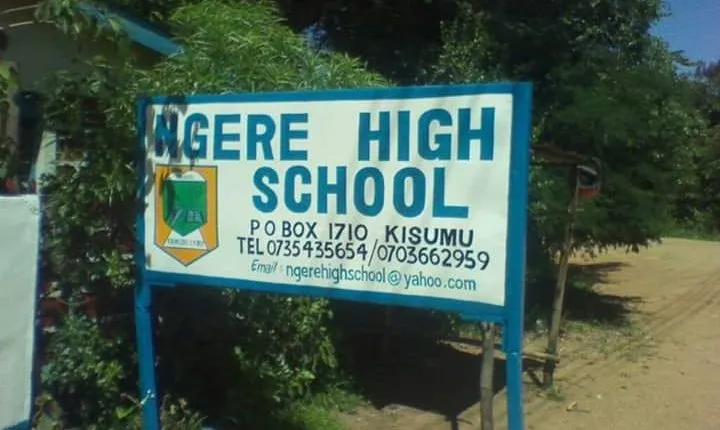 NGERE HIGH
SCHOOL
P O BOX 1710 KISUMU
TEL 0735435654/0703662959
Email: ngerehighschool@yahoo.com